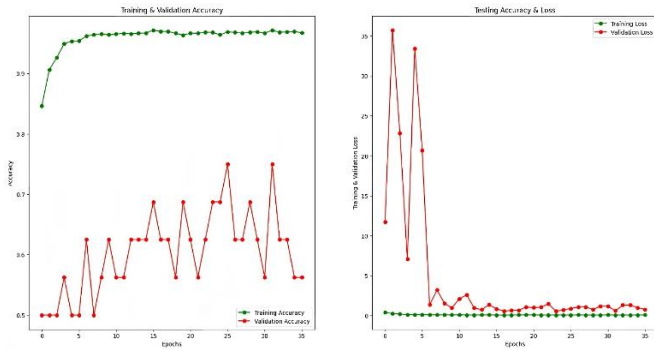 Training & Validation Accuracy
Accuracy
0.9
0.8
0.7
0.6
0.5
0 5 10 15 20 25 30 35
Epochs
Training Accuracy
Validation Accuracy
Testing Accuracy & Loss
Training & Validation Loss
35
30
25
20
15
10
5
0
0 5 10 15 20 25 30 35
Epochs
Training Loss
Validation Loss